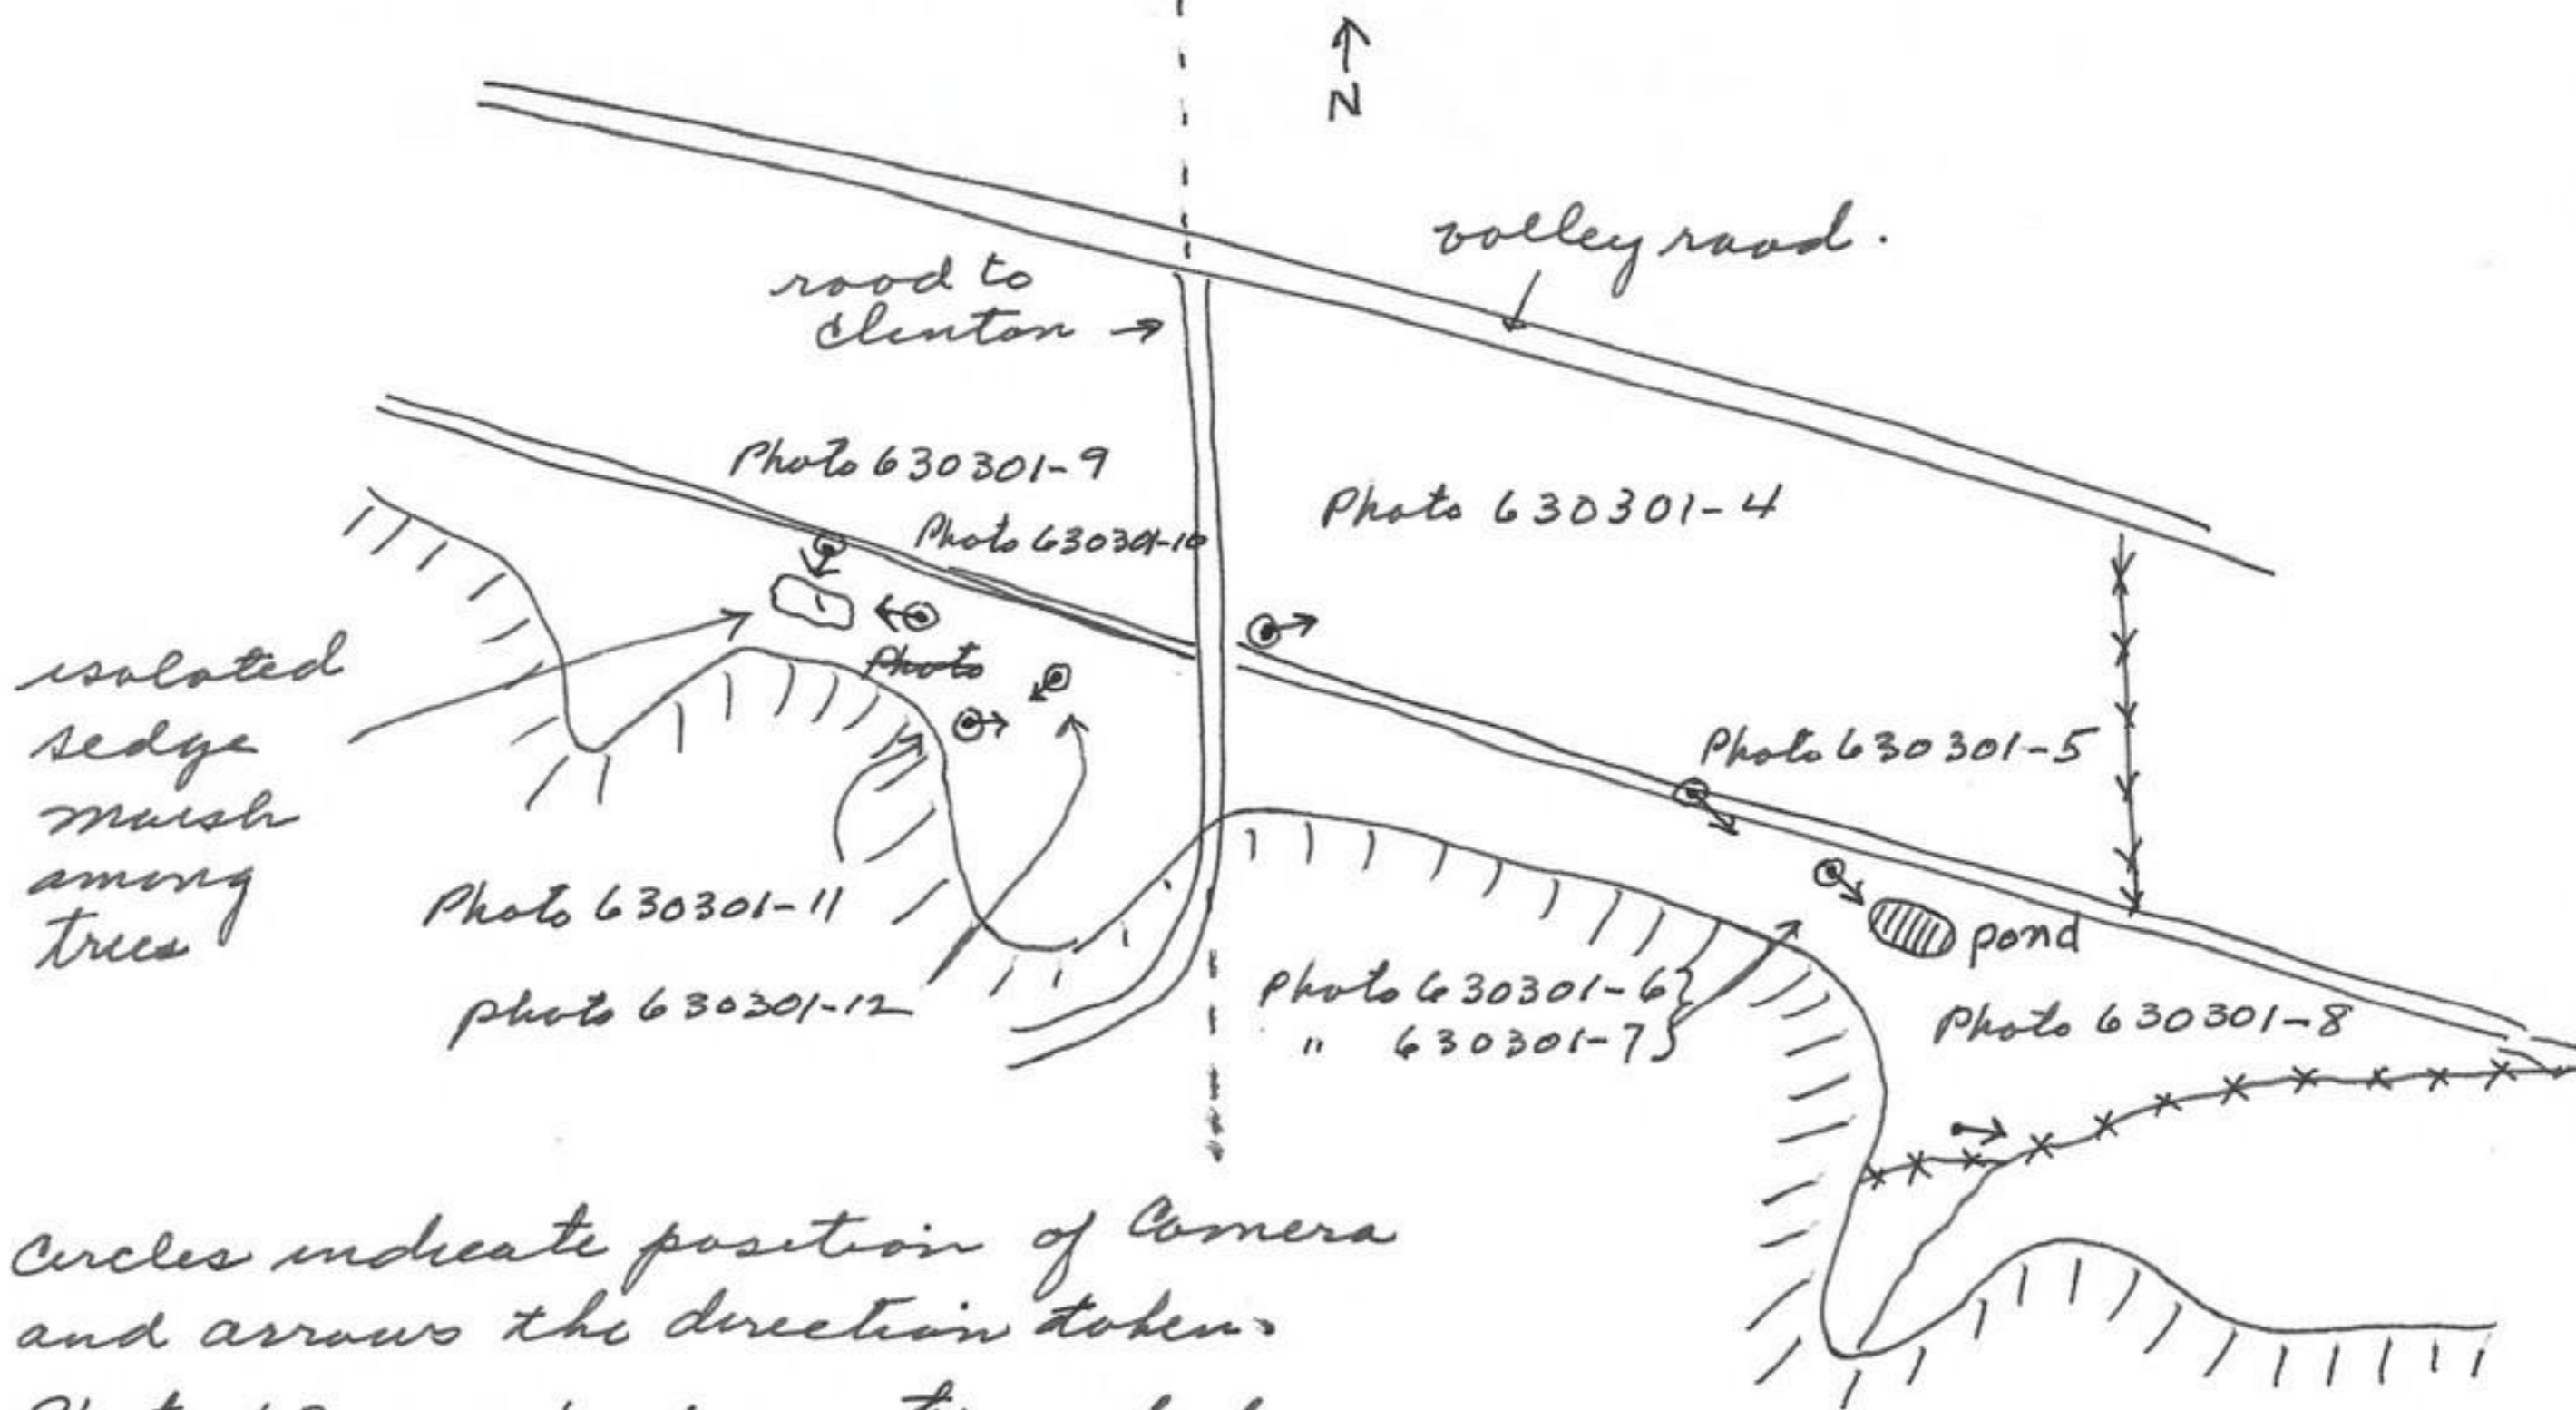 N
valley road.
road to
Clinton
Photo 630301-9
Photo 630301-10
Photo 630301-4
isolated
sedge
marsh
among
trees
Photo
Photo 630301-5
Photo 630301-11
photo 630301-12
pond
Photo 630301-6
" 630301-7
Photo 630301-8
Circles indicate position of Camera
and arrows the direction taken.